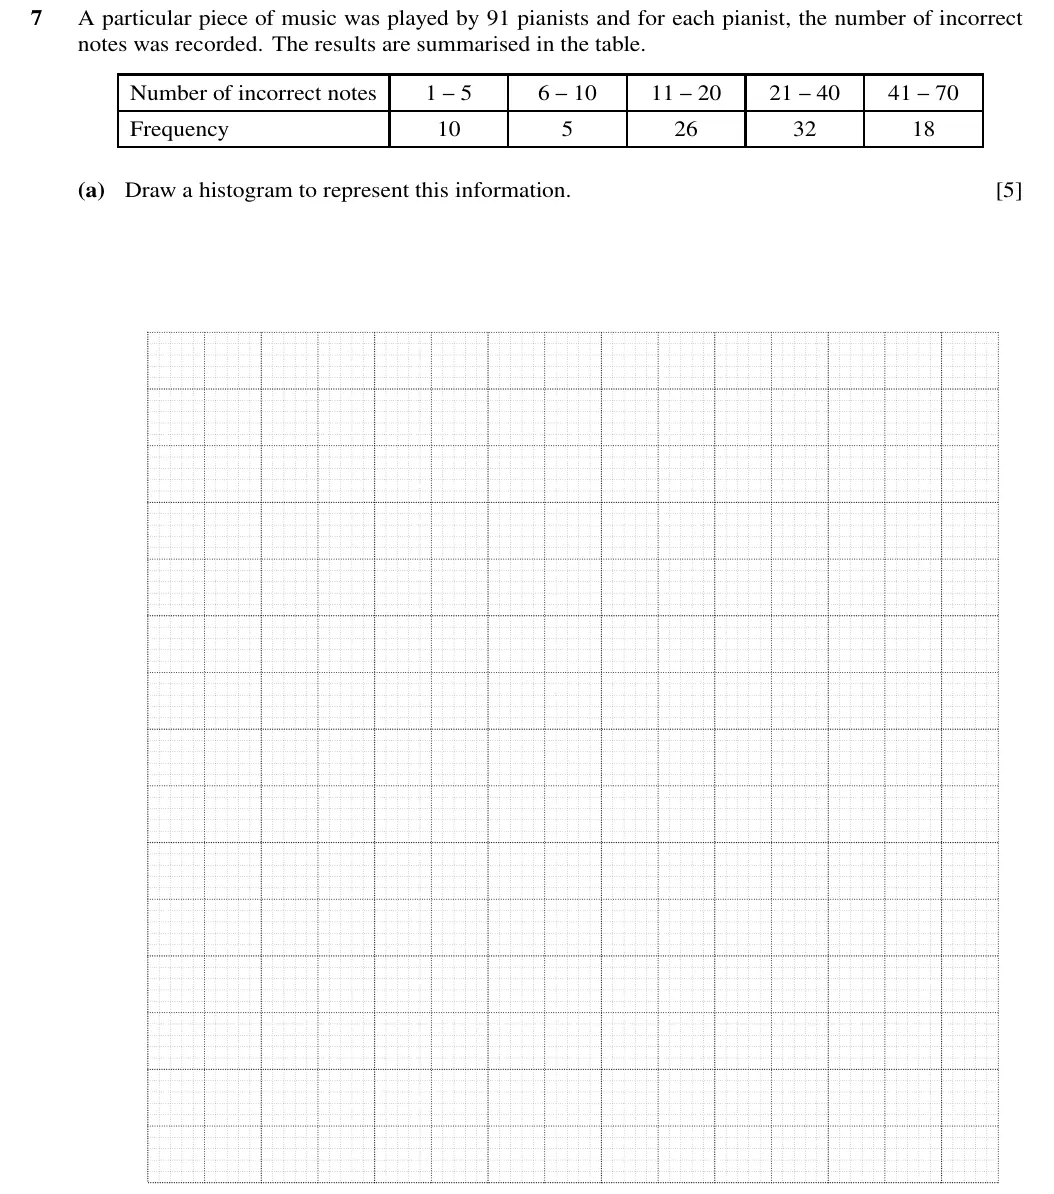 7 A particular piece of music was played by 91 pianists and for each pianist, the number of incorrect
notes was recorded. The results are summarised in the table.
Number of incorrect notes 1 – 5 6 – 10 11 – 20 21 – 40 41 – 70
Frequency 10 5 26 32 18
(a) Draw a histogram to represent this information. [5]